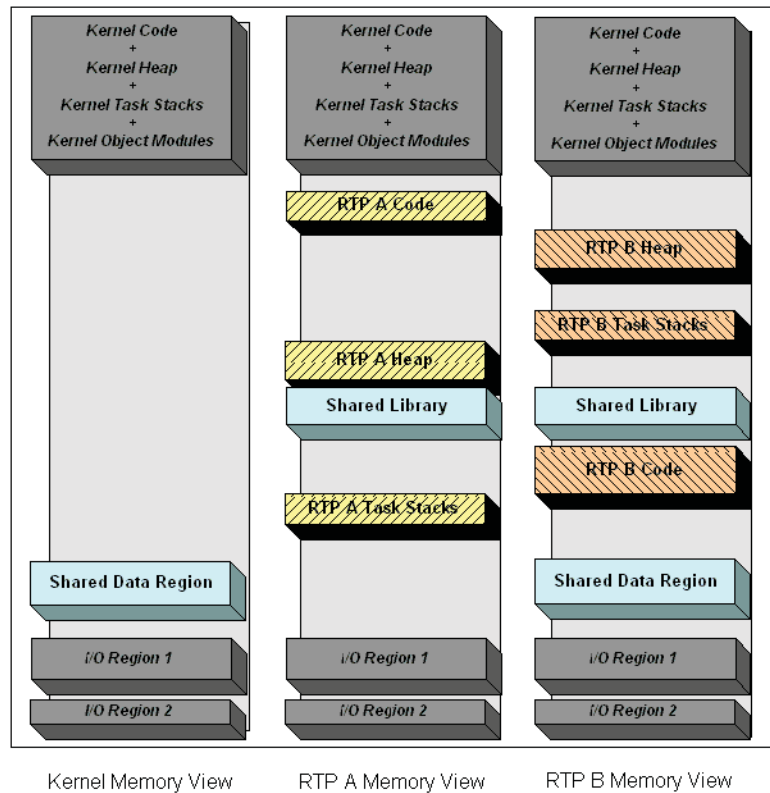 Kernel Code
+
Kernel Heap
+
Kernel Task Stacks
+
Kernel Object Modules
Shared Data Region
I/O Region 1
I/O Region 2
Kernel Memory View
Kernel Code
+
Kernel Heap
+
Kernel Task Stacks
+
Kernel Object Modules
RTP A Code
RTP A Heap
Shared Library
RTP A Task Stacks
I/O Region 1
I/O Region 2
RTP A Memory View
Kernel Code
+
Kernel Heap
+
Kernel Task Stacks
+
Kernel Object Modules
RTP B Heap
RTP B Task Stacks
Shared Library
RTP B Code
Shared Data Region
I/O Region 1
I/O Region 2
RTP B Memory View